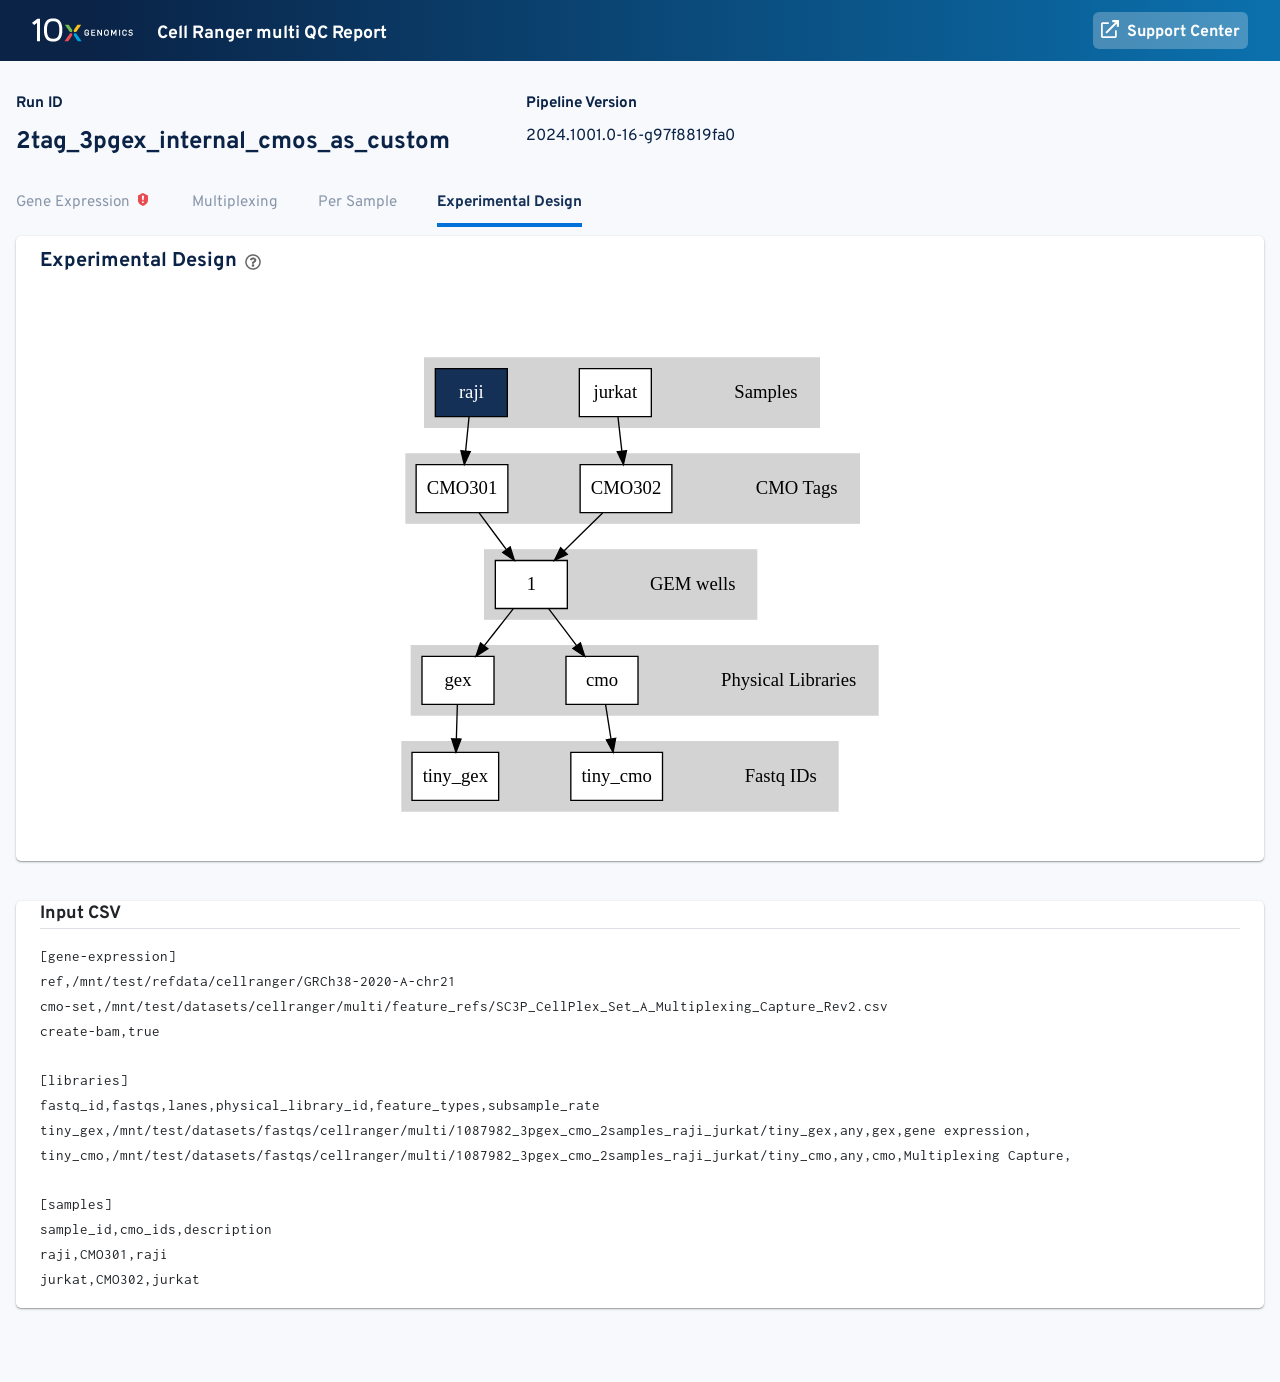 10x GENOMICS Cell Ranger multi QC Report Support Center
Run ID Pipeline Version
2tag_3pgex_internal_cmos_as_custom 2024.1001.0-16-g97f8819fa0
Gene Expression Multiplexing Per Sample Experimental Design
Experimental Design
raji jurkat Samples
CMO301 CMO302 CMO Tags
1 GEM wells
gex cmo Physical Libraries
tiny_gex tiny_cmo Fastq IDs
Input CSV
[gene-expression]
ref,/mnt/test/refdata/cellranger/GRCh38-2020-A-chr21
cmo-set,/mnt/test/datasets/cellranger/multi/feature_refs/SC3P_CellPlex_Set_A_Multiplexing_Capture_Rev2.csv
create-bam,true
[libraries]
fastq_id,fastqs,lanes,physical_library_id,feature_types,subsample_rate
tiny_gex,/mnt/test/datasets/fastqs/cellranger/multi/1087982_3pgex_cmo_2samples_raji_jurkat/tiny_gex,any,gex,gene expression,
tiny_cmo,/mnt/test/datasets/fastqs/cellranger/multi/1087982_3pgex_cmo_2samples_raji_jurkat/tiny_cmo,any,cmo,Multiplexing Capture,
[samples]
sample_id,cmo_ids,description
raji,CMO301,raji
jurkat,CMO302,jurkat